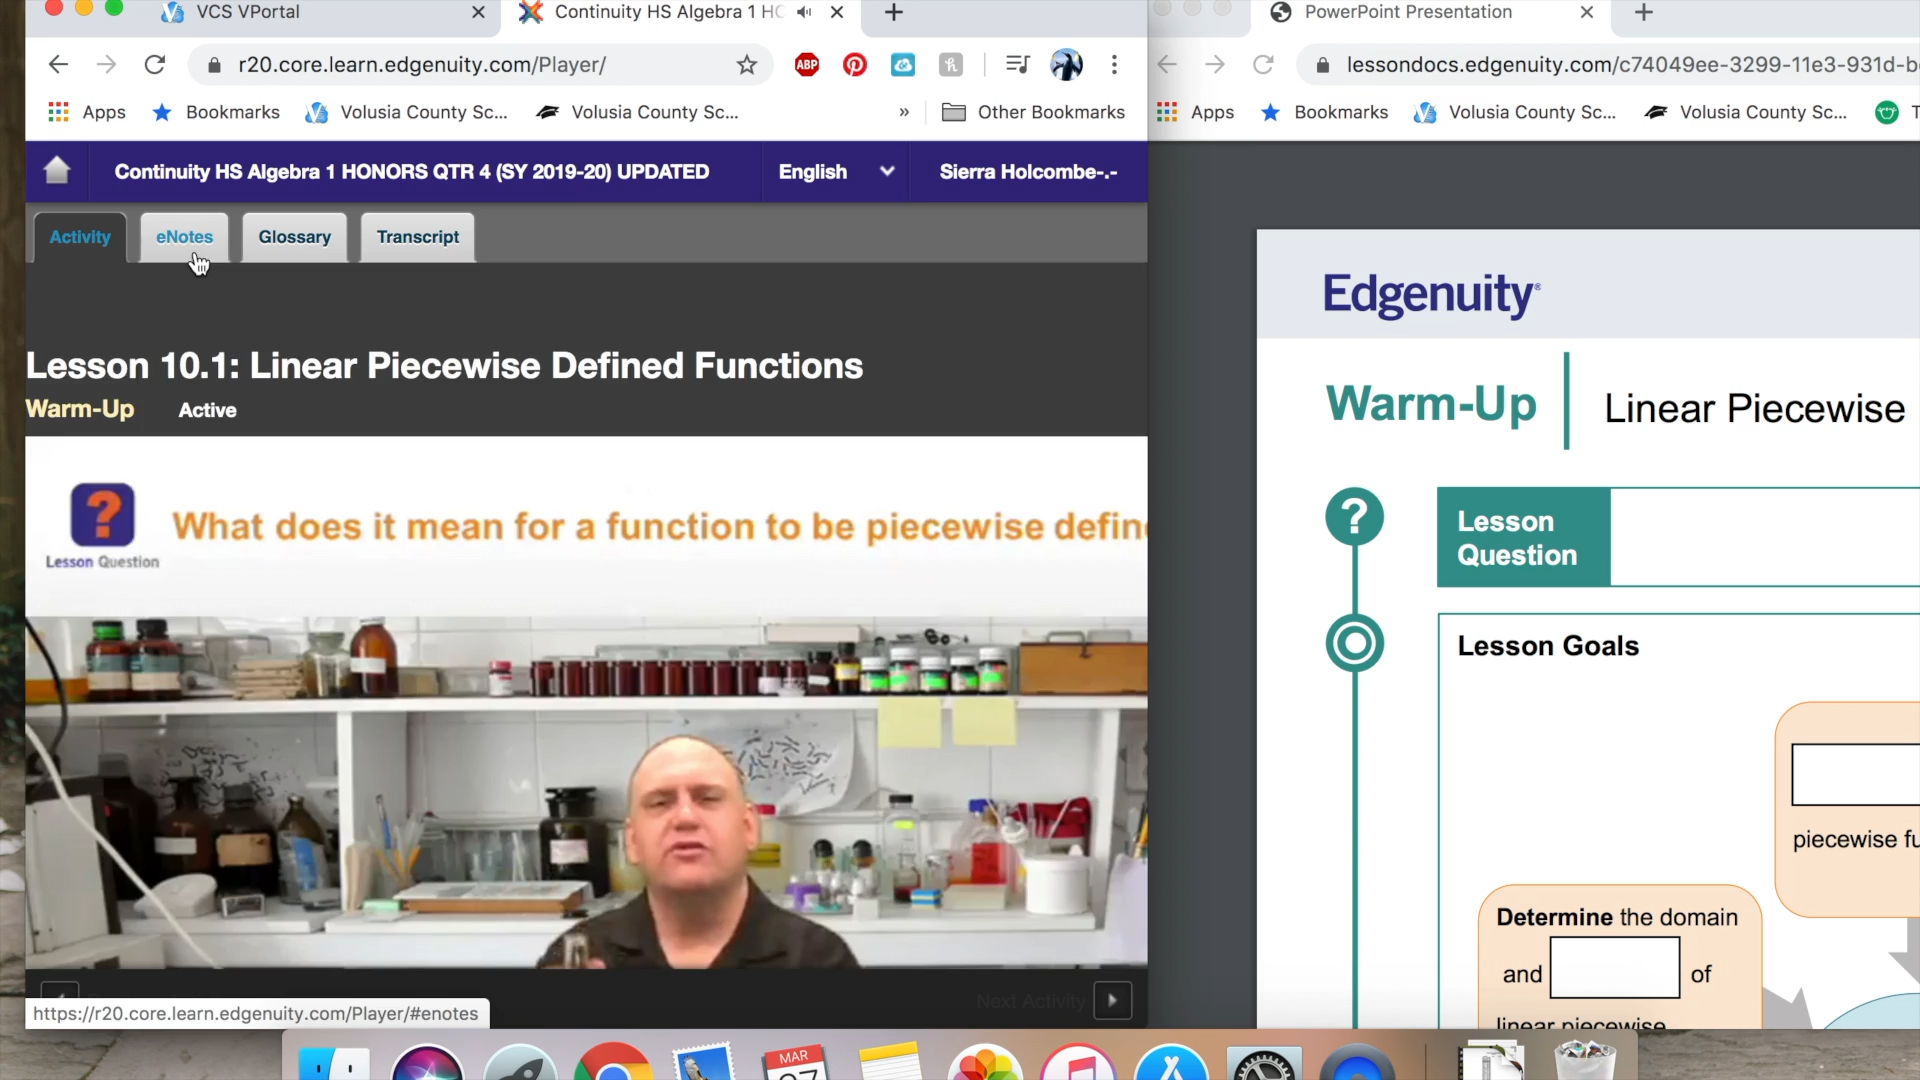 VCS VPortal
Continuity HS Algebra 1 HO
r20.core.learn.edgenuity.com/Player/
ABP
Apps
Bookmarks
Volusia County Sc...
Volusia County Sc...
»
Other Bookmarks
Continuity HS Algebra 1 HONORS QTR 4 (SY 2019-20) UPDATED
English
Sierra Holcombe-.-
Activity
eNotes
Glossary
Transcript
Lesson 10.1: Linear Piecewise Defined Functions
Warm-Up
Active
?
Lesson Question
What does it mean for a function to be piecewise define
Next Activity
https://r20.core.learn.edgenuity.com/Player/#enotes
PowerPoint Presentation
lessondocs.edgenuity.com/c74049ee-3299-11e3-931d-b
Apps
Bookmarks
Volusia County Sc...
Volusia County Sc...
Edgenuity®
Warm-Up
Linear Piecewise
?
Lesson
Question
Lesson Goals
piecewise fu
Determine the domain
and
of
linear piecewise
MAR